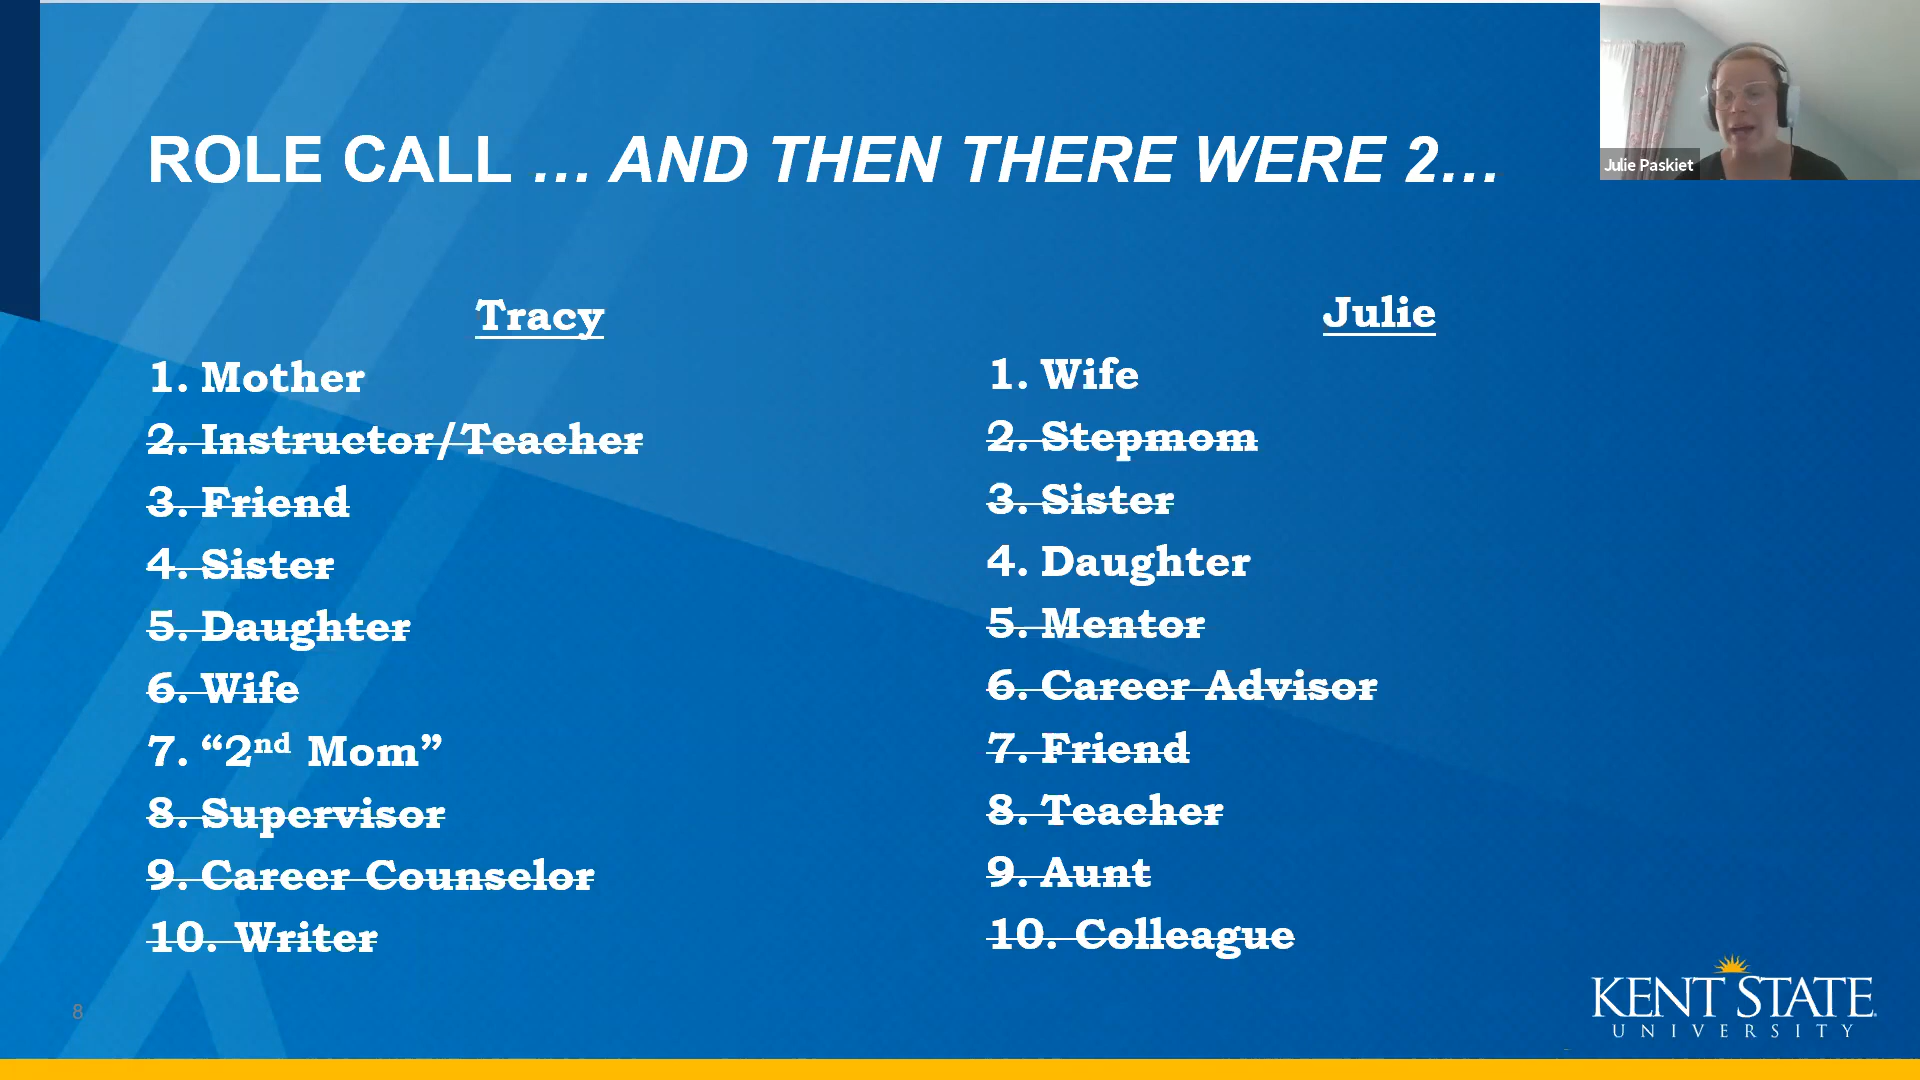 ROLE CALL … AND THEN THERE WERE 2…
Julie Paskiet
Tracy
1. Mother
2. Instructor/Teacher
3. Friend
4. Sister
5. Daughter
6. Wife
7. “2nd Mom”
8. Supervisor
9. Career Counselor
10. Writer
Julie
1. Wife
2. Stepmom
3. Sister
4. Daughter
5. Mentor
6. Career Advisor
7. Friend
8. Teacher
9. Aunt
10. Colleague
8
KENT STATE
UNIVERSITY